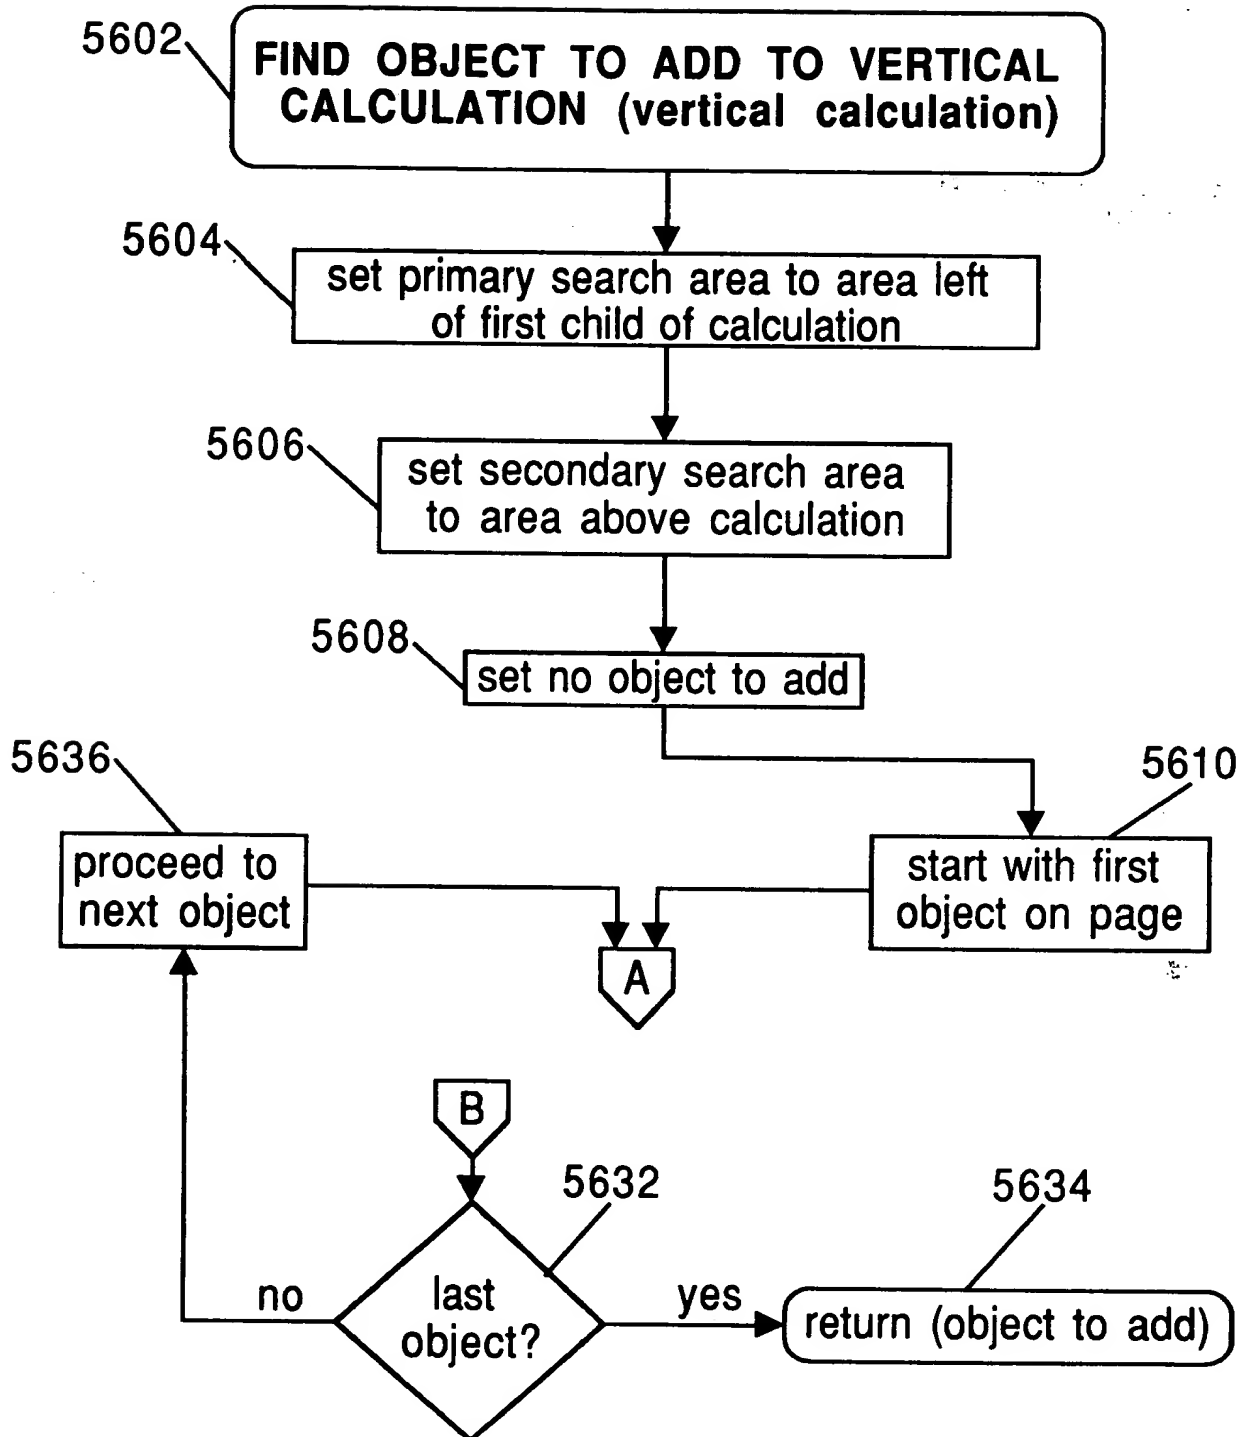 5602
FIND OBJECT TO ADD TO VERTICAL
CALCULATION (vertical calculation)
5604
set primary search area to area left
of first child of calculation
5606
set secondary search area
to area above calculation
5608
set no object to add
5636
5610
proceed to
next object
start with first
object on page
A
B
5632
5634
no
last
object?
yes
return (object to add)